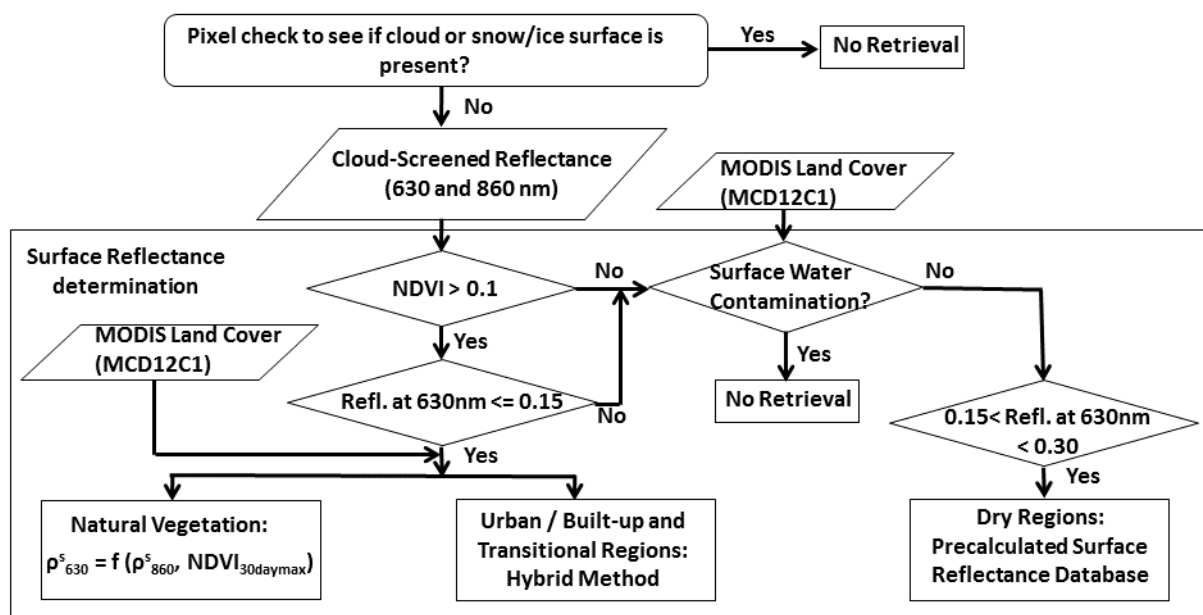 Pixel check to see if cloud or snow/ice surface is
present?
Yes
No Retrieval
No
Cloud-Screened Reflectance
(630 and 860 nm)
MODIS Land Cover
(MCD12C1)
Surface Reflectance
determination
NDVI > 0.1
No
Surface Water
Contamination?
No
Yes
MODIS Land Cover
(MCD12C1)
Refl. at 630nm <= 0.15
No
Yes
No Retrieval
0.15< Refl. at 630nm
< 0.30
Yes
Yes
Natural Vegetation:
ρˢ₆₃₀ = f (ρˢ₈₆₀, NDVI₃₀daymax)
Urban / Built-up and
Transitional Regions:
Hybrid Method
Dry Regions:
Precalculated Surface
Reflectance Database